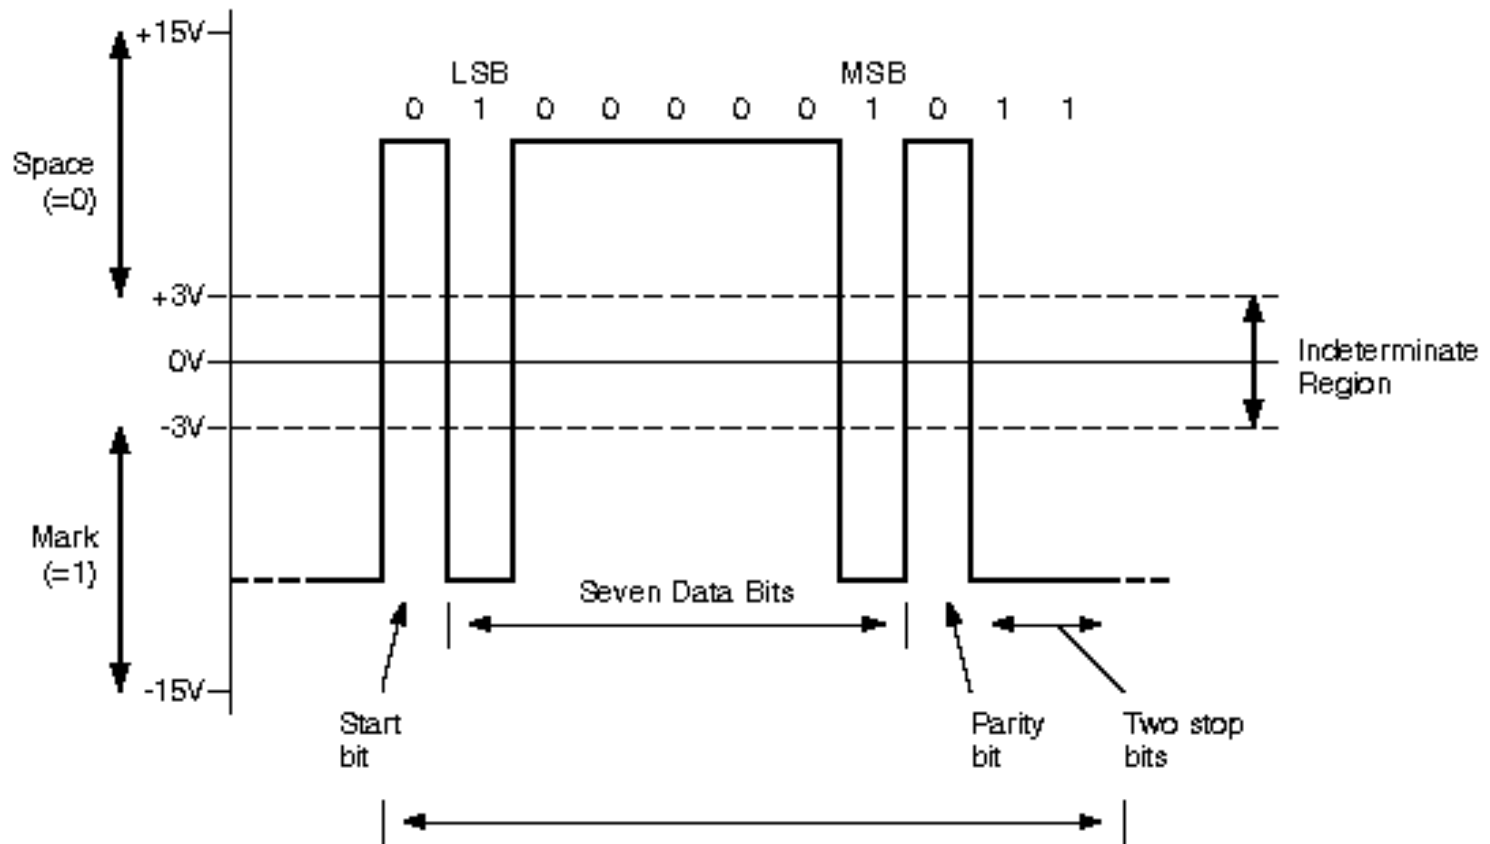 +15V
LSB MSB
0 1 0 0 0 0 0 1 0 1 1
Space
(=0)
+3V
0V
Indeterminate
Region
-3V
Mark
(=1)
Seven Data Bits
-15V
Start
bit
Parity
bit
Two stop
bits